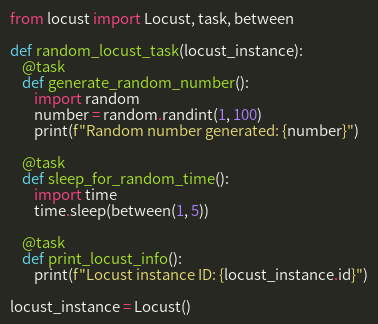 from locust import Locust, task, between

def random_locust_task(locust_instance):
    @task
    def generate_random_number():
        import random
        number = random.randint(1, 100)
        print(f"Random number generated: {number}")

    @task
    def sleep_for_random_time():
        import time
        time.sleep(between(1, 5))

    @task
    def print_locust_info():
        print(f"Locust instance ID: {locust_instance.id}")

locust_instance = Locust()